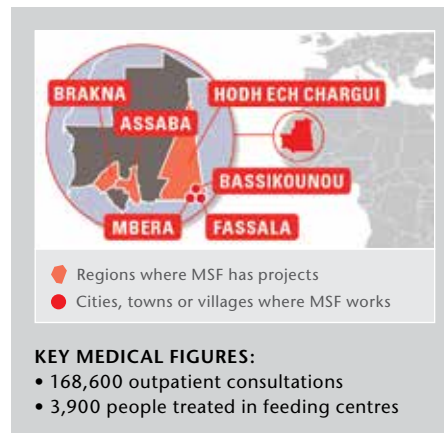 BRAKNA
HODH ECH CHARGUI
ASSABA
BASSIKOUNOU
MBERA
FASSALA
Regions where MSF has projects
Cities, towns or villages where MSF works
KEY MEDICAL FIGURES:
• 168,600 outpatient consultations
• 3,900 people treated in feeding centres